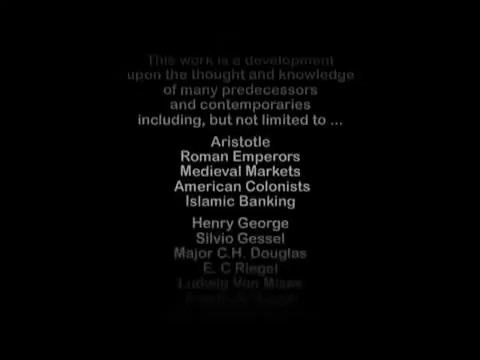 This work is a development
upon the thought and knowledge
of many predecessors
and contemporaries
including, but not limited to ...
Aristotle
Roman Emperors
Medieval Markets
American Colonists
Islamic Banking
Henry George
Silvio Gessel
Major C.H. Douglas
E. C Riegel
Ludwig Von Mises